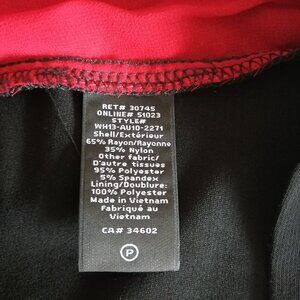 RET# 30745
ONLINE# 51023
STYLE#
WH13-AU10-2271
Shell/Extérieur
65% Rayon/Rayonne
35% Nylon
Other fabric/
D'autre tissues
95% Polyester
5% Spandex
Lining/Doublure:
100% Polyester
Made in Vietnam
Fabriqué au
Vietnam
CA# 34602
P